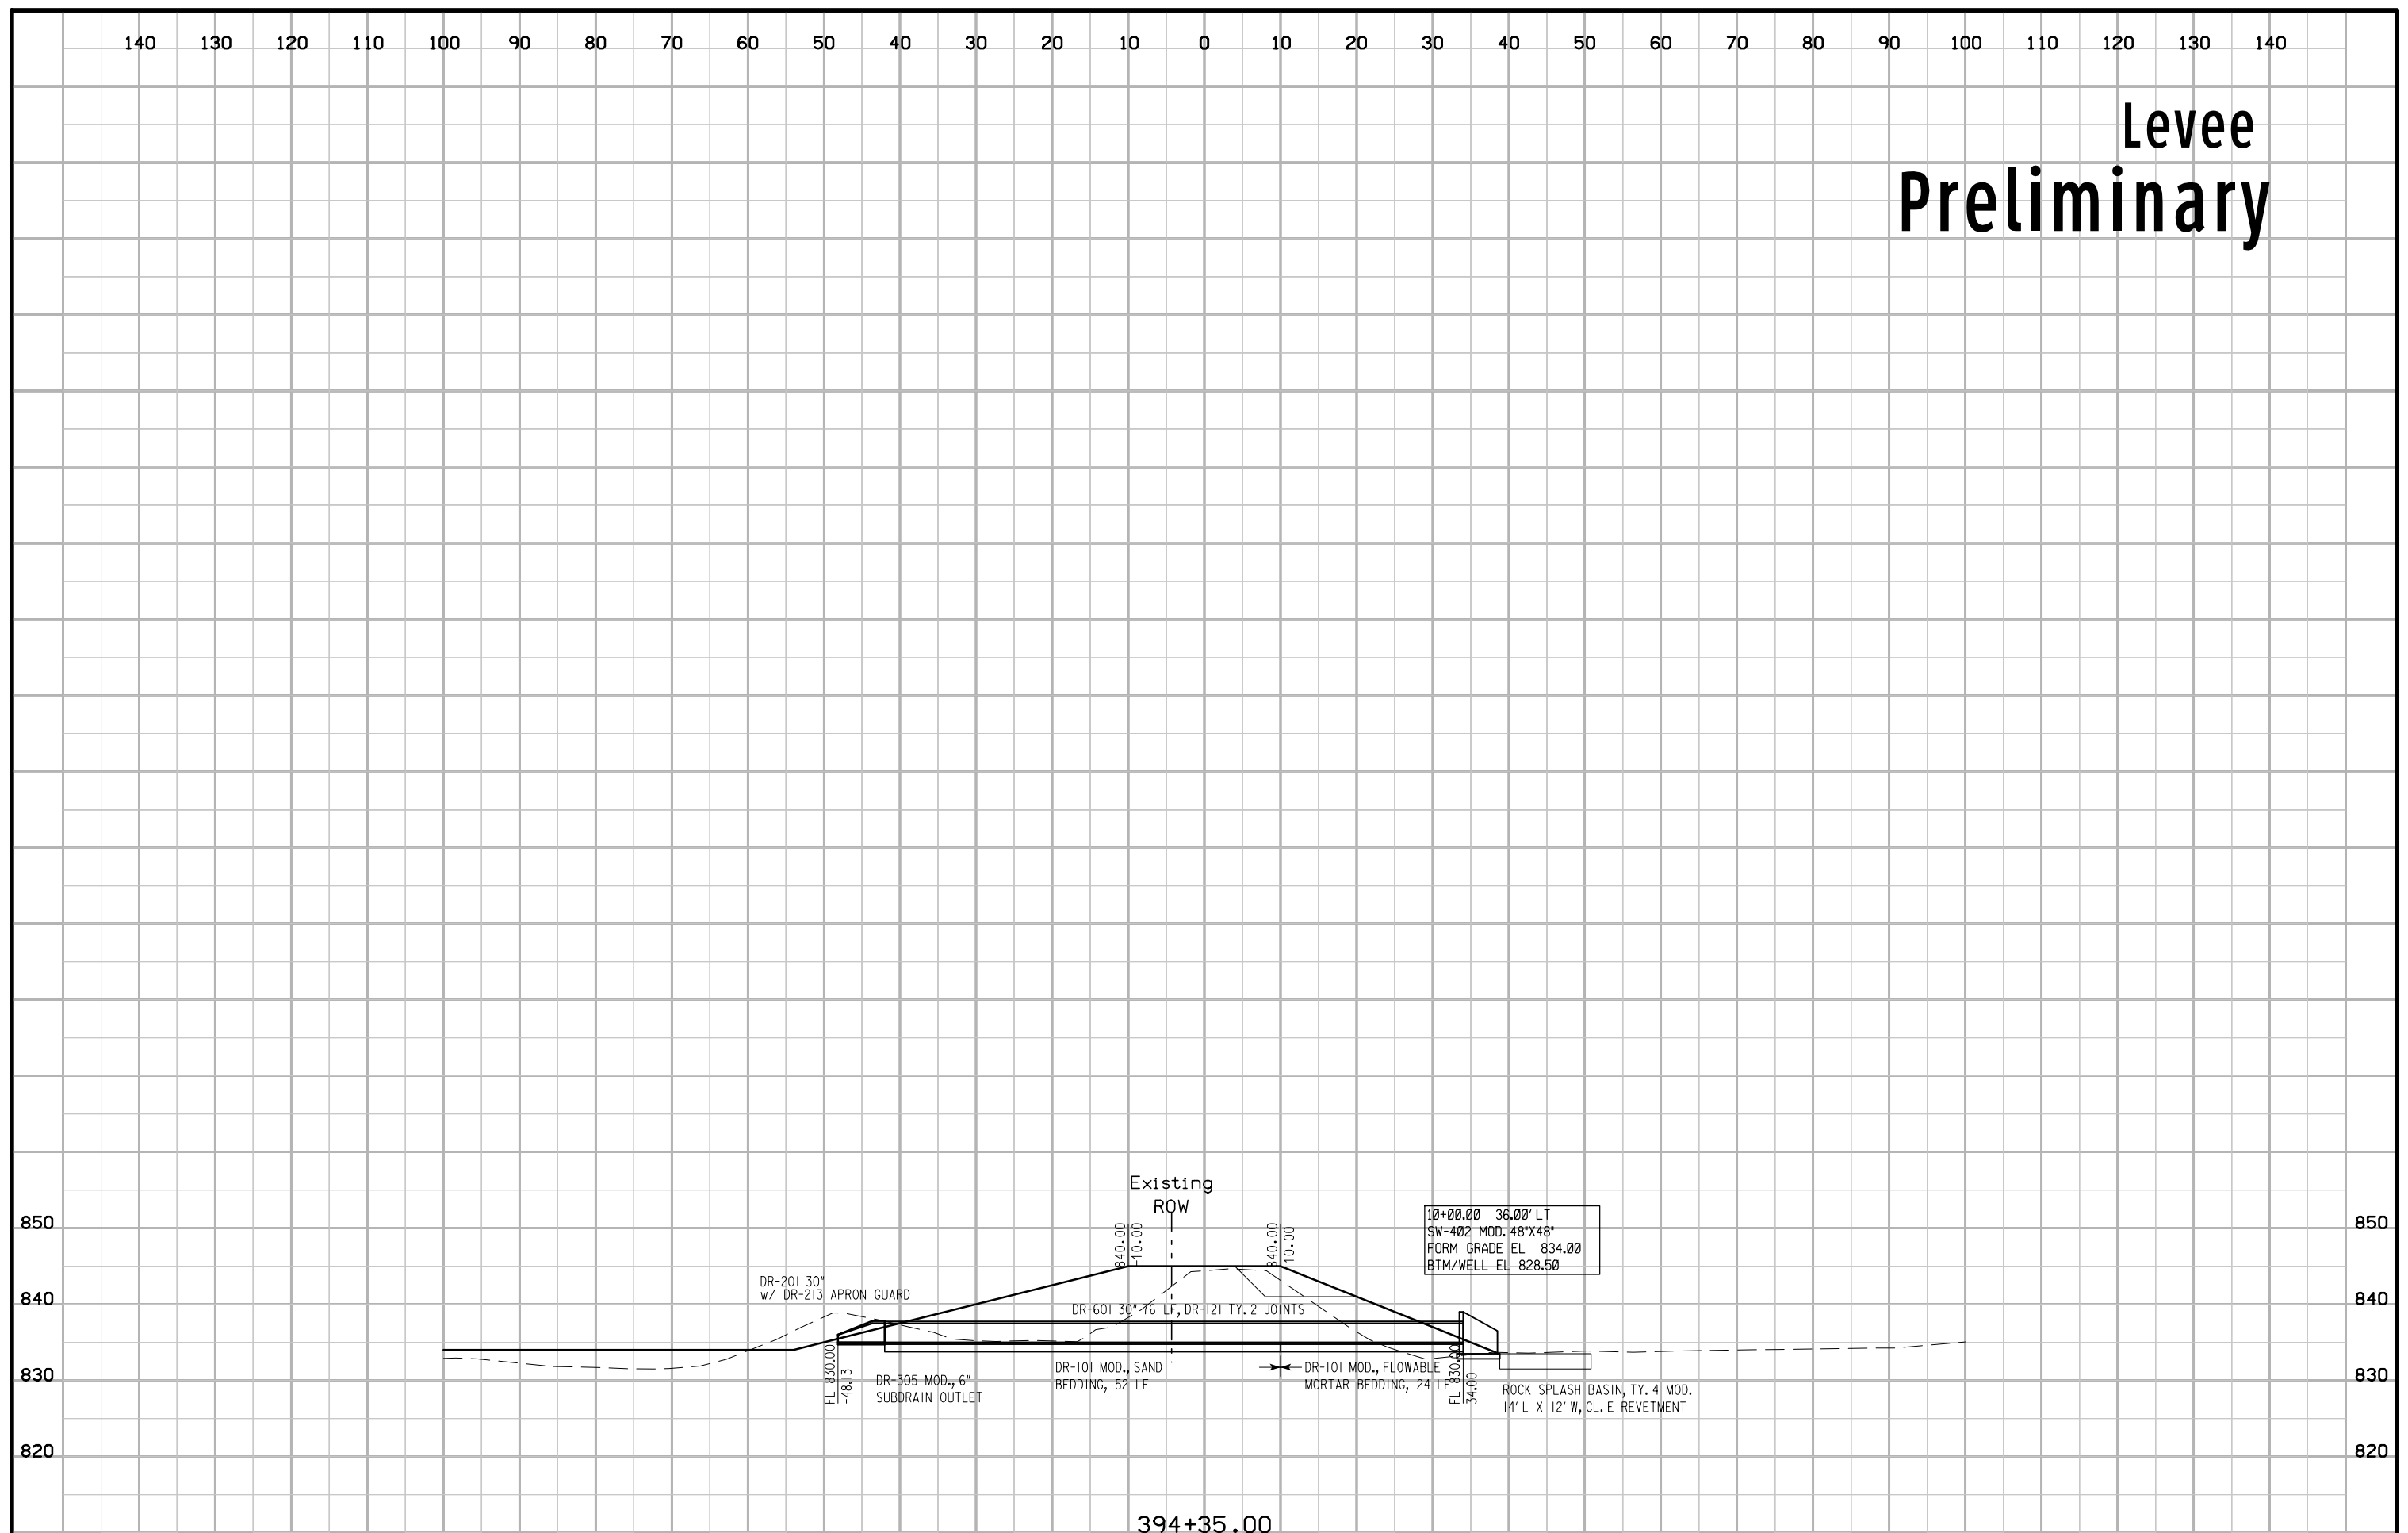 140 130 120 110 100 90 80 70 60 50 40 30 20 10 0 10 20 30 40 50 60 70 80 90 100 110 120 130 140
Levee
Preliminary
Existing
ROW
850 850
840.00
-10.00
840.00
10.00
10+00.00 36.00' LT
SW-402 MOD. 48"X48"
FORM GRADE EL 834.00
BTM/WELL EL 828.50
DR-201 30"
w/ DR-213 APRON GUARD
840 840
DR-601 30" 76 LF, DR-121 TY. 2 JOINTS
830 830
FL 830.00
-48.13
DR-305 MOD., 6"
SUBDRAIN OUTLET
DR-101 MOD., SAND
BEDDING, 52 LF
DR-101 MOD., FLOWABLE
MORTAR BEDDING, 24 LF
FL 830.00
34.00
ROCK SPLASH BASIN, TY. 4 MOD.
14' L X 12' W, CL. E REVETMENT
820 820
394+35.00